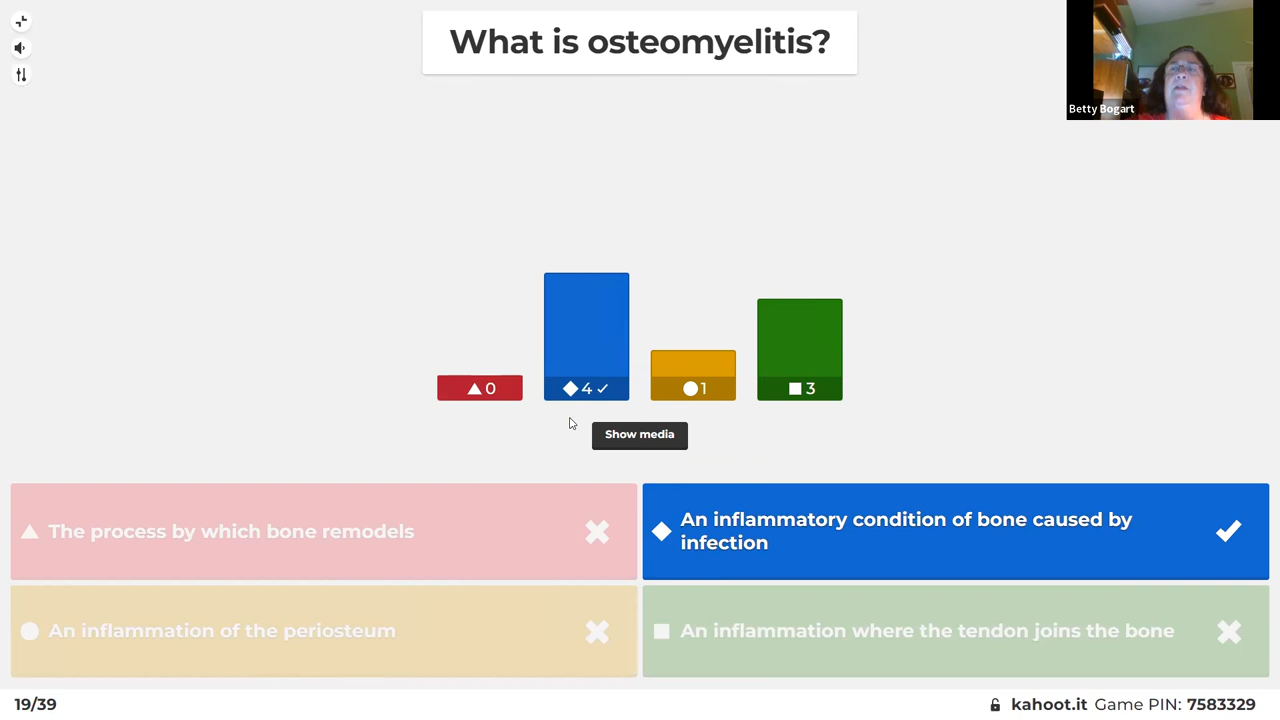 What is osteomyelitis?
Betty Bogart
0
4
1
3
Show media
The process by which bone remodels
An inflammatory condition of bone caused by
infection
An inflammation of the periosteum
An inflammation where the tendon joins the bone
19/39
kahoot.it Game PIN: 7583329